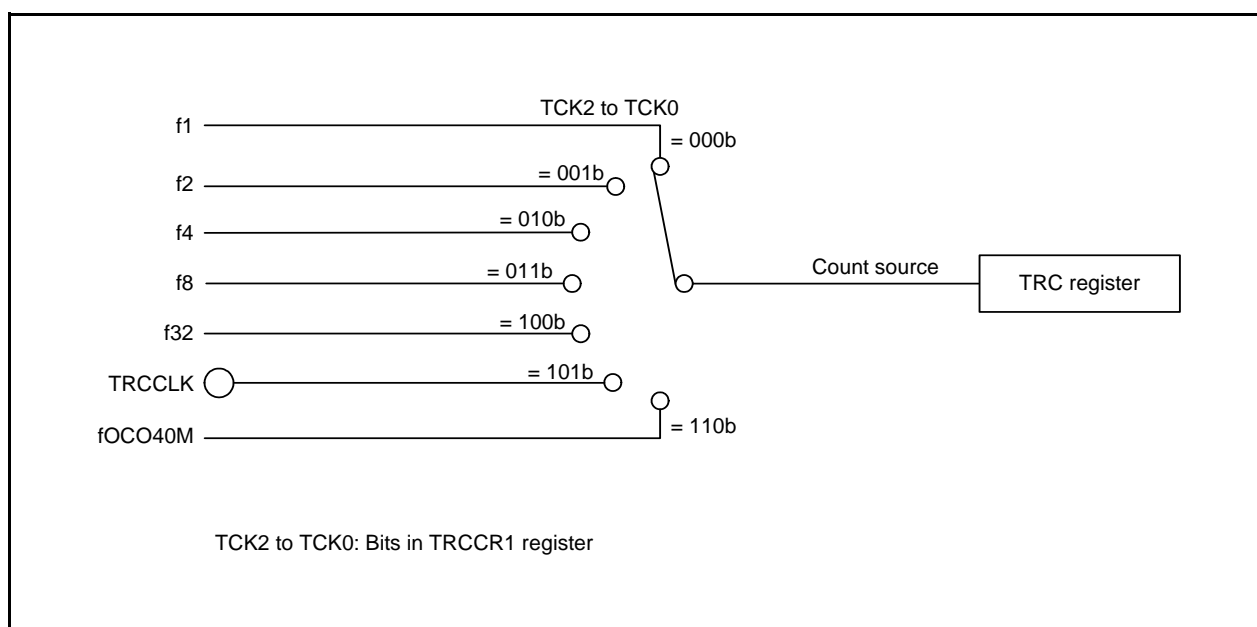 TCK2 to TCK0
f1
= 000b
f2
= 001b
f4
= 010b
Count source
TRC register
f8
= 011b
f32
= 100b
TRCCLK
= 101b
fOCO40M
= 110b
TCK2 to TCK0: Bits in TRCCR1 register